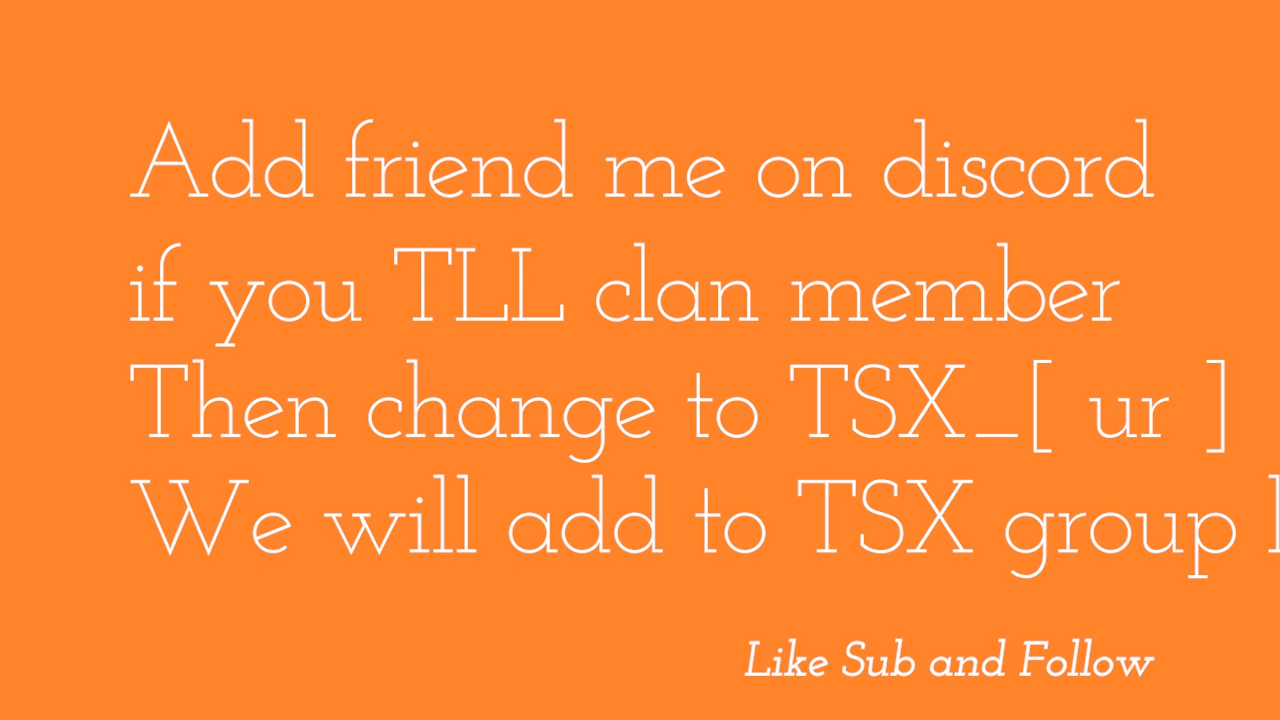 Add friend me on discord
if you TLL clan member
Then change to TSX_[ ur ]
We will add to TSX group
Like Sub and Follow